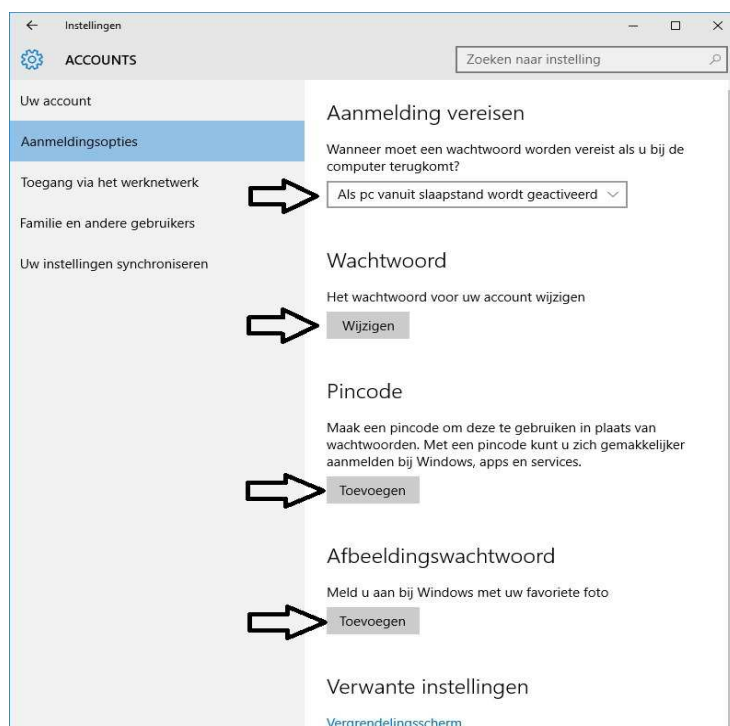 Instellingen
ACCOUNTS
Zoeken naar instelling
Uw account
Aanmeldingsopties
Toegang via het werknetwerk
Familie en andere gebruikers
Uw instellingen synchroniseren
Aanmelding vereisen
Wanneer moet een wachtwoord worden vereist als u bij de
computer terugkomt?
Als pc vanuit slaapstand wordt geactiveerd
Wachtwoord
Het wachtwoord voor uw account wijzigen
Wijzigen
Pincode
Maak een pincode om deze te gebruiken in plaats van
wachtwoorden. Met een pincode kunt u zich gemakkelijker
aanmelden bij Windows, apps en services.
Toevoegen
Afbeeldingswachtwoord
Meld u aan bij Windows met uw favoriete foto
Toevoegen
Verwante instellingen
Vergrendelingsscherm